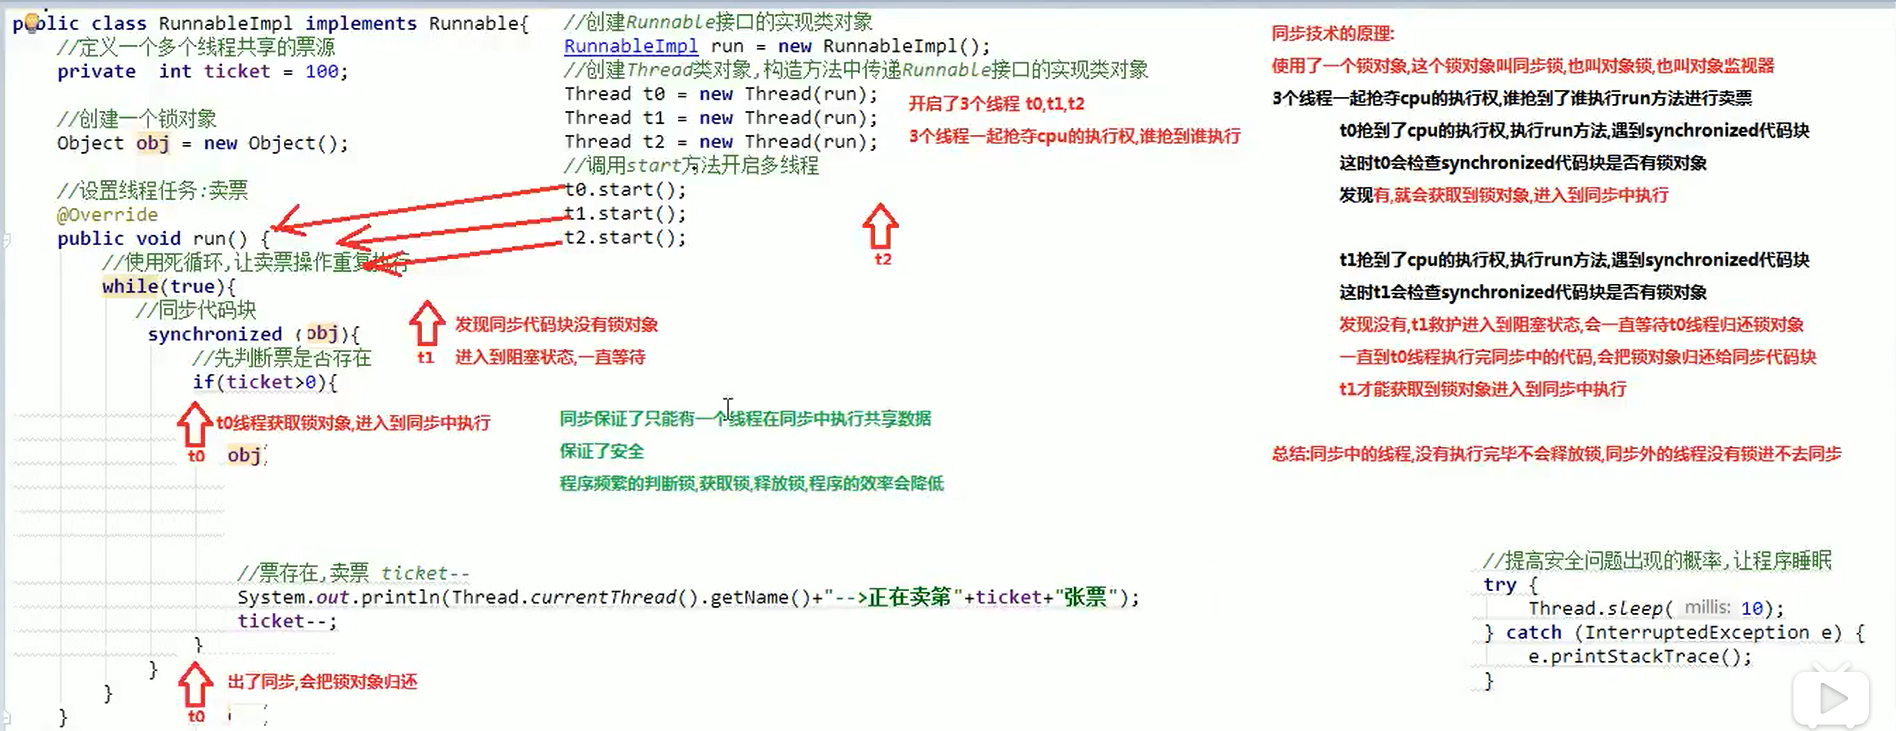 public class RunnableImpl implements Runnable{
//定义一个多个线程共享的票源
private int ticket = 100;
//创建一个锁对象
Object obj = new Object();
//设置线程任务:卖票
@Override
public void run() {
//使用死循环,让卖票操作重复执行
while(true){
//同步代码块
synchronized (obj){
//先判断票是否存在
if(ticket>0){
t0线程获取锁对象,进入到同步中执行
t0
obj
//票存在,卖票 ticket--
System.out.println(Thread.currentThread().getName()+"-->正在卖第"+ticket+"张票");
ticket--;
}
}
出了同步,会把锁对象归还
}
t0
}
//创建Runnable接口的实现类对象
RunnableImpl run = new RunnableImpl();
//创建Thread类对象,构造方法中传递Runnable接口的实现类对象
Thread t0 = new Thread(run);
Thread t1 = new Thread(run);
Thread t2 = new Thread(run);
//调用start方法开启多线程
t0.start();
t1.start();
t2.start();
开启了3个线程 t0,t1,t2
3个线程一起抢夺cpu的执行权,谁抢到谁执行
t2
发现同步代码块没有锁对象
t1 进入到阻塞状态,一直等待
同步保证了只能有一个线程在同步中执行共享数据
保证了安全
程序频繁的判断锁,获取锁,释放锁,程序的效率会降低
同步技术的原理:
使用了一个锁对象,这个锁对象叫同步锁,也叫对象锁,也叫对象监视器
3个线程一起抢夺cpu的执行权,谁抢到了谁执行run方法进行卖票
t0抢到了cpu的执行权,执行run方法,遇到synchronized代码块
这时t0会检查synchronized代码块是否有锁对象
发现有,就会获取到锁对象,进入到同步中执行
t1抢到了cpu的执行权,执行run方法,遇到synchronized代码块
这时t1会检查synchronized代码块是否有锁对象
发现没有,t1救护进入到阻塞状态,会一直等待t0线程归还锁对象
一直到t0线程执行完同步中的代码,会把锁对象归还给同步代码块
t1才能获取到锁对象进入到同步中执行
总结:同步中的线程,没有执行完毕不会释放锁,同步外的线程没有锁进不去同步
//提高安全问题出现的概率,让程序睡眠
try {
Thread.sleep( millis: 10);
} catch (InterruptedException e) {
e.printStackTrace();
}